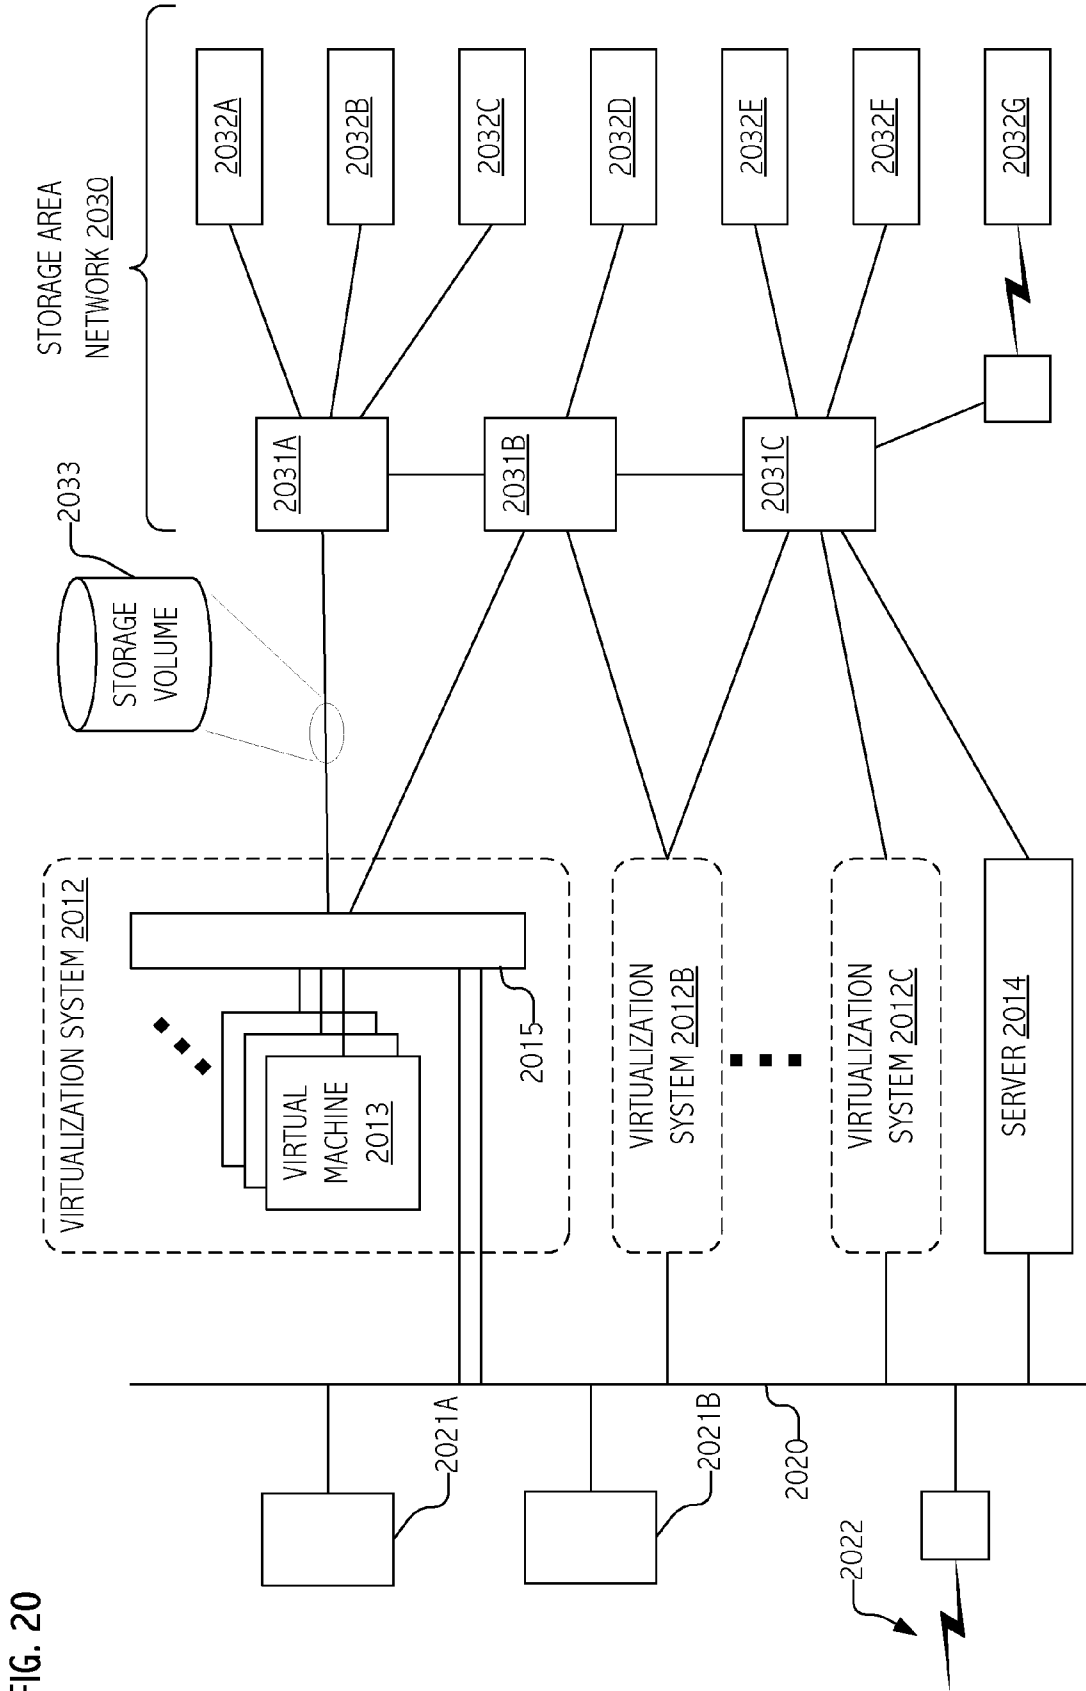 FIG. 20
STORAGE AREA
NETWORK 2030
2032A
2032B
2032C
2032D
2032E
2032F
2032G
2031A
2031B
2031C
2033
STORAGE
VOLUME
VIRTUALIZATION SYSTEM 2012
VIRTUAL
MACHINE
2013
2015
VIRTUALIZATION
SYSTEM 2012B
VIRTUALIZATION
SYSTEM 2012C
SERVER 2014
2021A
2021B
2020
2022